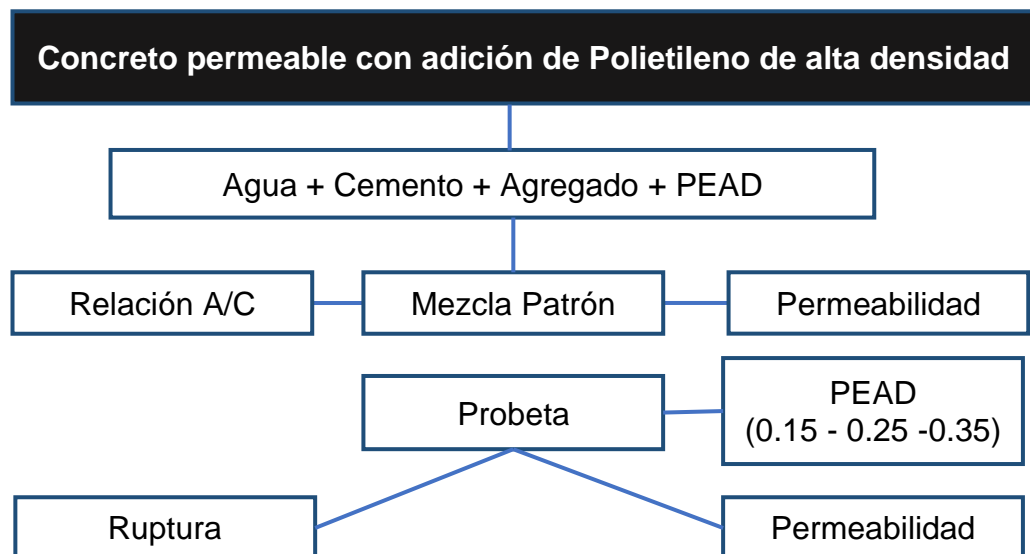 Concreto permeable con adición de Polietileno de alta densidad
Agua + Cemento + Agregado + PEAD
Relación A/C
Mezcla Patrón
Permeabilidad
Probeta
PEAD
(0.15 - 0.25 -0.35)
Ruptura
Permeabilidad